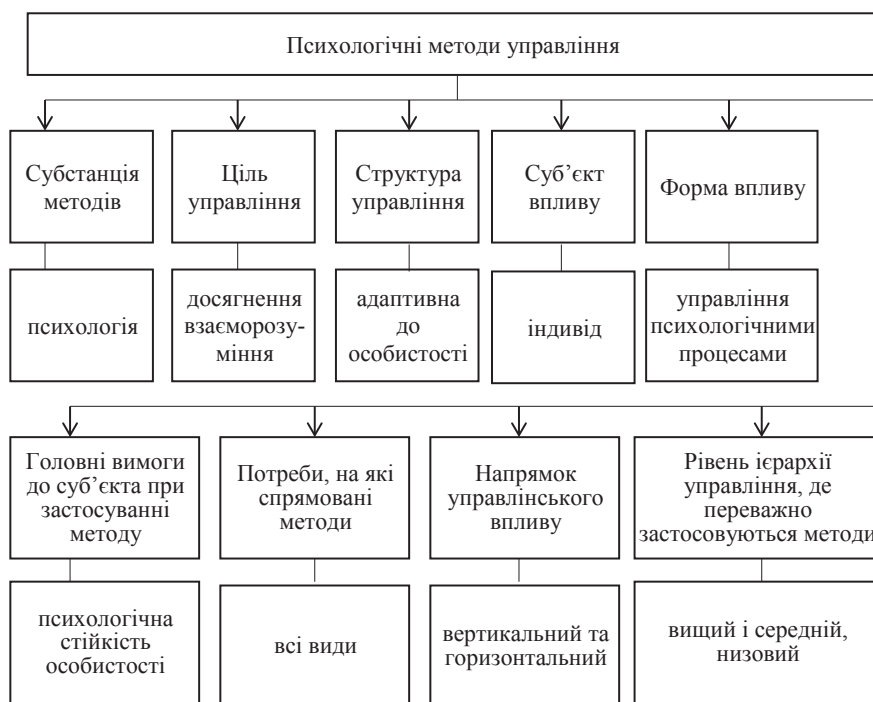 Психологічні методи управління
Субстанція
методів
Ціль
управління
Структура
управління
Суб’єкт
впливу
Форма впливу
психологія
досягнення
взаєморозу-
міння
адаптивна
до
особистості
індивід
управління
психологічними
процесами
Головні вимоги
до суб’єкта при
застосуванні
методу
Потреби, на які
спрямовані
методи
Напрямок
управлінського
впливу
Рівень ієрархії
управління, де
переважно
застосовуються методи
психологічна
стійкість
особистості
всі види
вертикальний та
горизонтальний
вищий і середній,
низовий